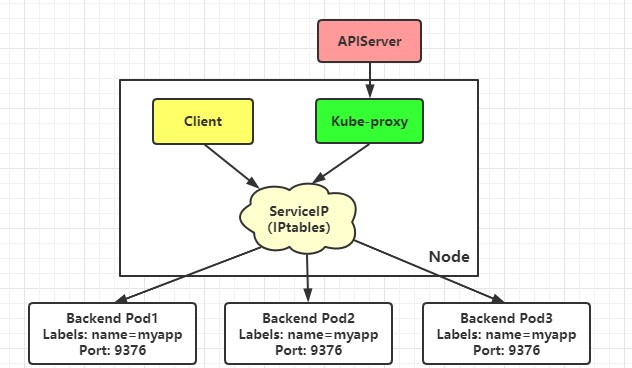 APIServer
Client
Kube-proxy
ServiceIP
(IPtables)
Node
Backend Pod1
Labels: name=myapp
Port: 9376
Backend Pod2
Labels: name=myapp
Port: 9376
Backend Pod3
Labels: name=myapp
Port: 9376